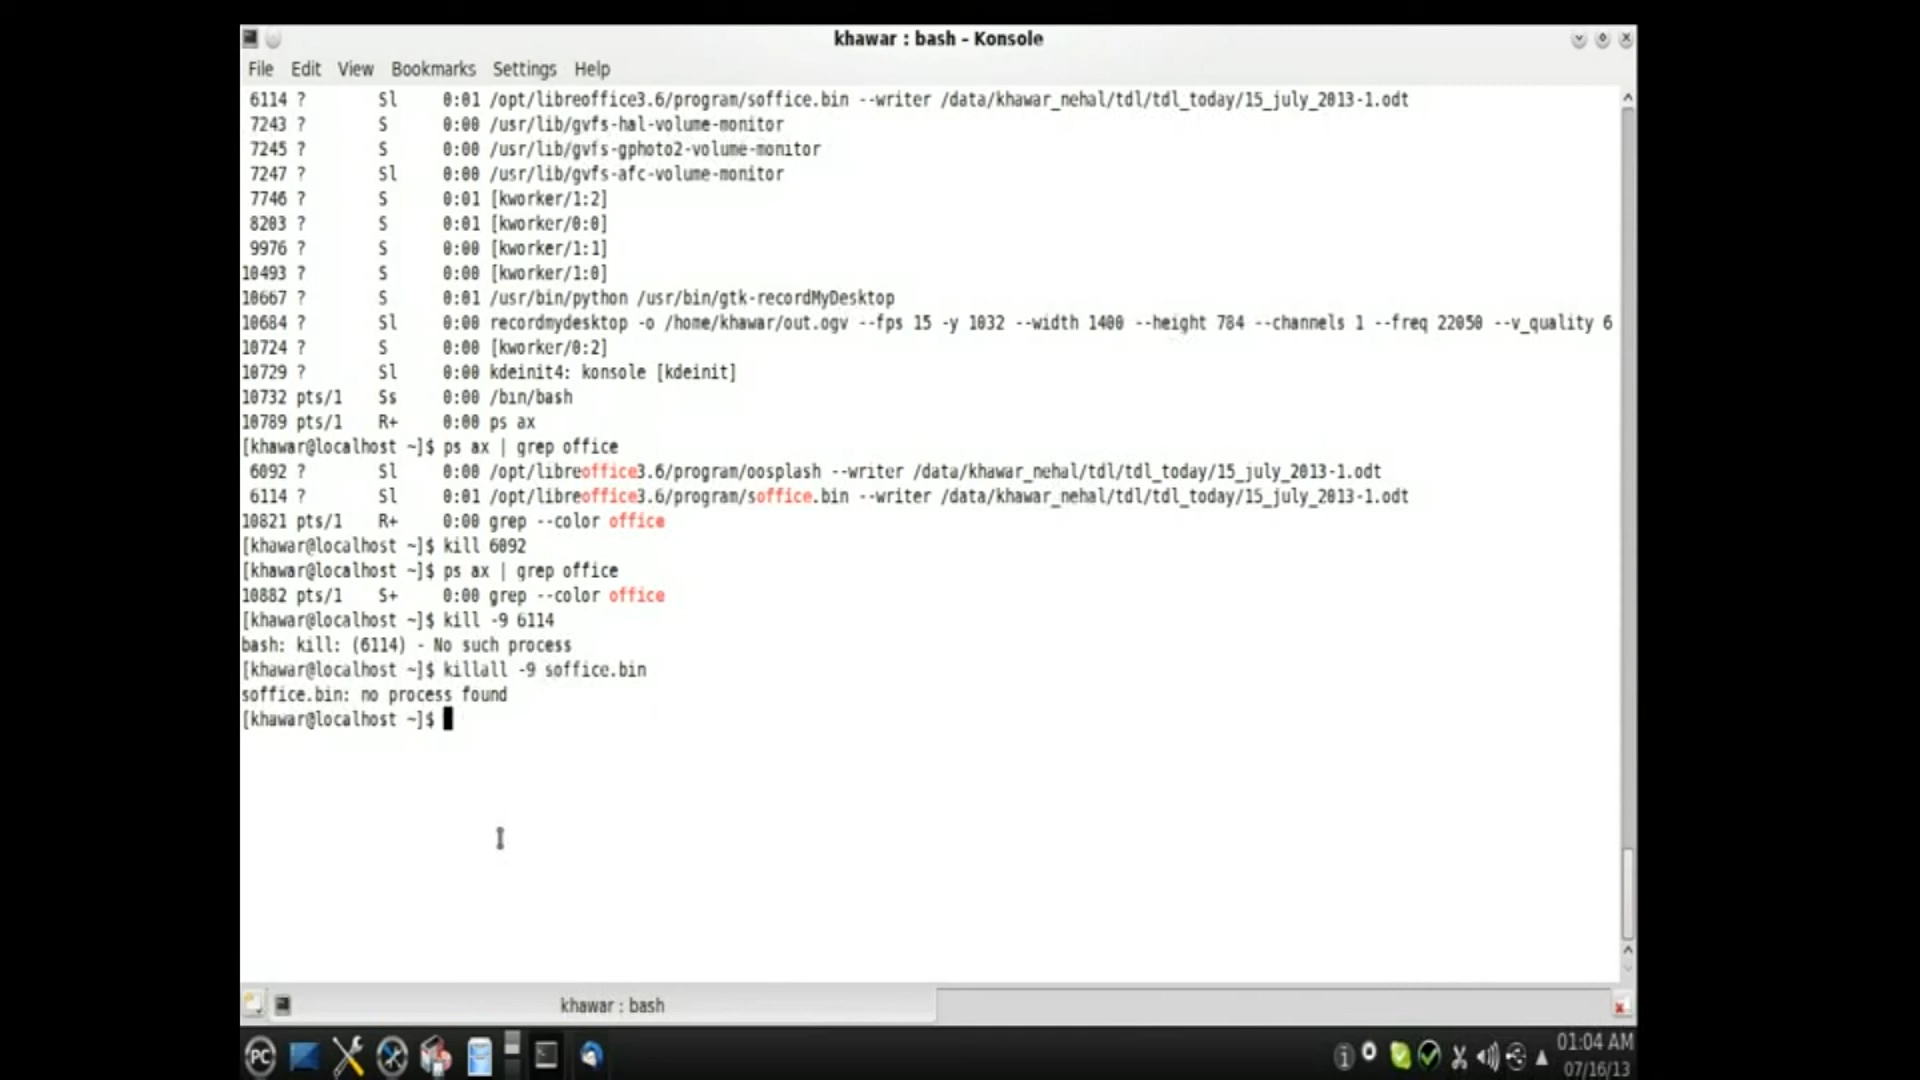 khawar : bash - Konsole
File Edit View Bookmarks Settings Help
6114 ? Sl 0:01 /opt/libreoffice3.6/program/soffice.bin --writer /data/khawar_nehal/tdl/tdl_today/15_july_2013-1.odt
7243 ? S 0:00 /usr/lib/gvfs-hal-volume-monitor
7245 ? S 0:00 /usr/lib/gvfs-gphoto2-volume-monitor
7247 ? Sl 0:00 /usr/lib/gvfs-afc-volume-monitor
7746 ? S 0:01 [kworker/1:2]
8203 ? S 0:01 [kworker/0:0]
9976 ? S 0:00 [kworker/1:1]
10493 ? S 0:00 [kworker/1:0]
10667 ? S 0:01 /usr/bin/python /usr/bin/gtk-recordMyDesktop
10684 ? Sl 0:00 recordmydesktop -o /home/khawar/out.ogv --fps 15 -y 1032 --width 1400 --height 784 --channels 1 --freq 22050 --v_quality 6
10724 ? S 0:00 [kworker/0:2]
10729 ? Sl 0:00 kdeinit4: konsole [kdeinit]
10732 pts/1 Ss 0:00 /bin/bash
10789 pts/1 R+ 0:00 ps ax
[khawar@localhost ~]$ ps ax | grep office
6092 ? Sl 0:00 /opt/libreoffice3.6/program/oosplash --writer /data/khawar_nehal/tdl/tdl_today/15_july_2013-1.odt
6114 ? Sl 0:01 /opt/libreoffice3.6/program/soffice.bin --writer /data/khawar_nehal/tdl/tdl_today/15_july_2013-1.odt
10821 pts/1 R+ 0:00 grep --color office
[khawar@localhost ~]$ kill 6092
[khawar@localhost ~]$ ps ax | grep office
10882 pts/1 S+ 0:00 grep --color office
[khawar@localhost ~]$ kill -9 6114
bash: kill: (6114) - No such process
[khawar@localhost ~]$ killall -9 soffice.bin
soffice.bin: no process found
[khawar@localhost ~]$
khawar : bash
PC
01:04 AM
07/16/13